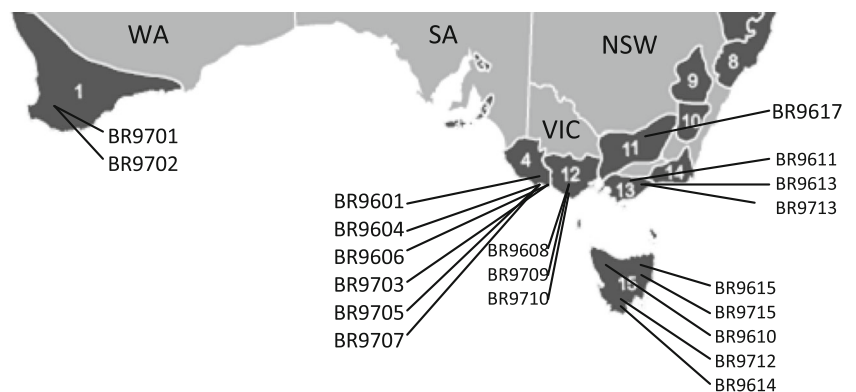 WA
SA
NSW
8
9
1
10
BR9617
VIC
11
BR9701
BR9702
4
12
14
BR9611
13
BR9613
BR9713
BR9601
BR9604
BR9606
BR9608
BR9703
BR9709
BR9705
BR9710
BR9707
15
BR9615
BR9715
BR9610
BR9712
BR9614